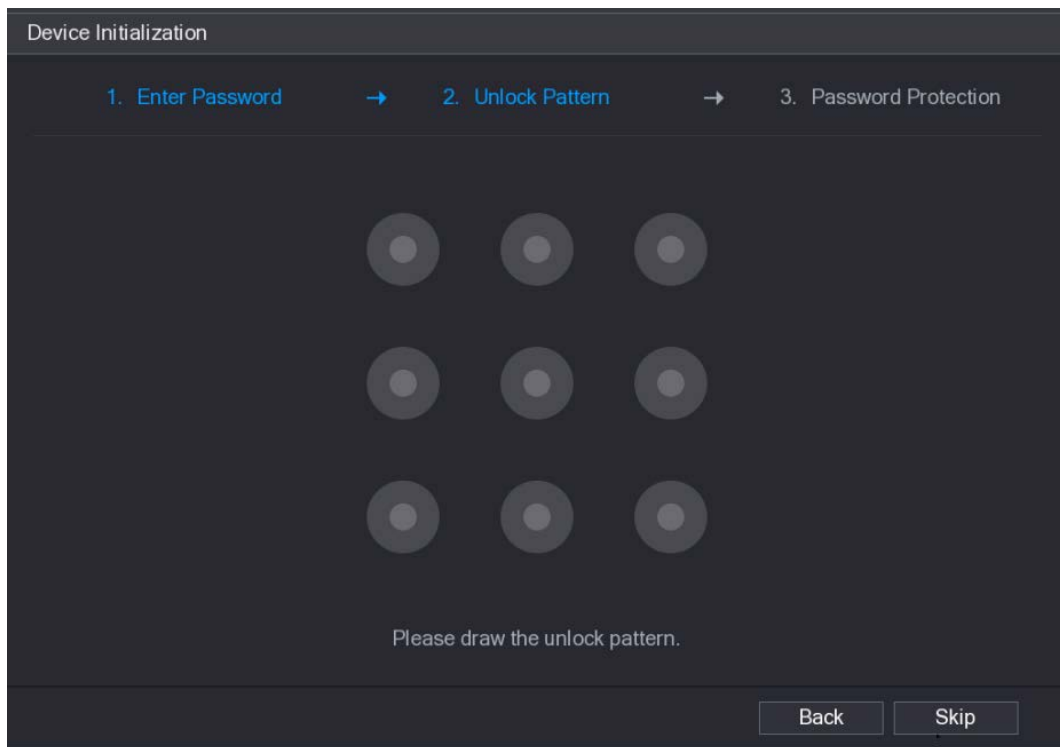 Device Initialization
1. Enter Password → 2. Unlock Pattern → 3. Password Protection
Please draw the unlock pattern.
Back Skip